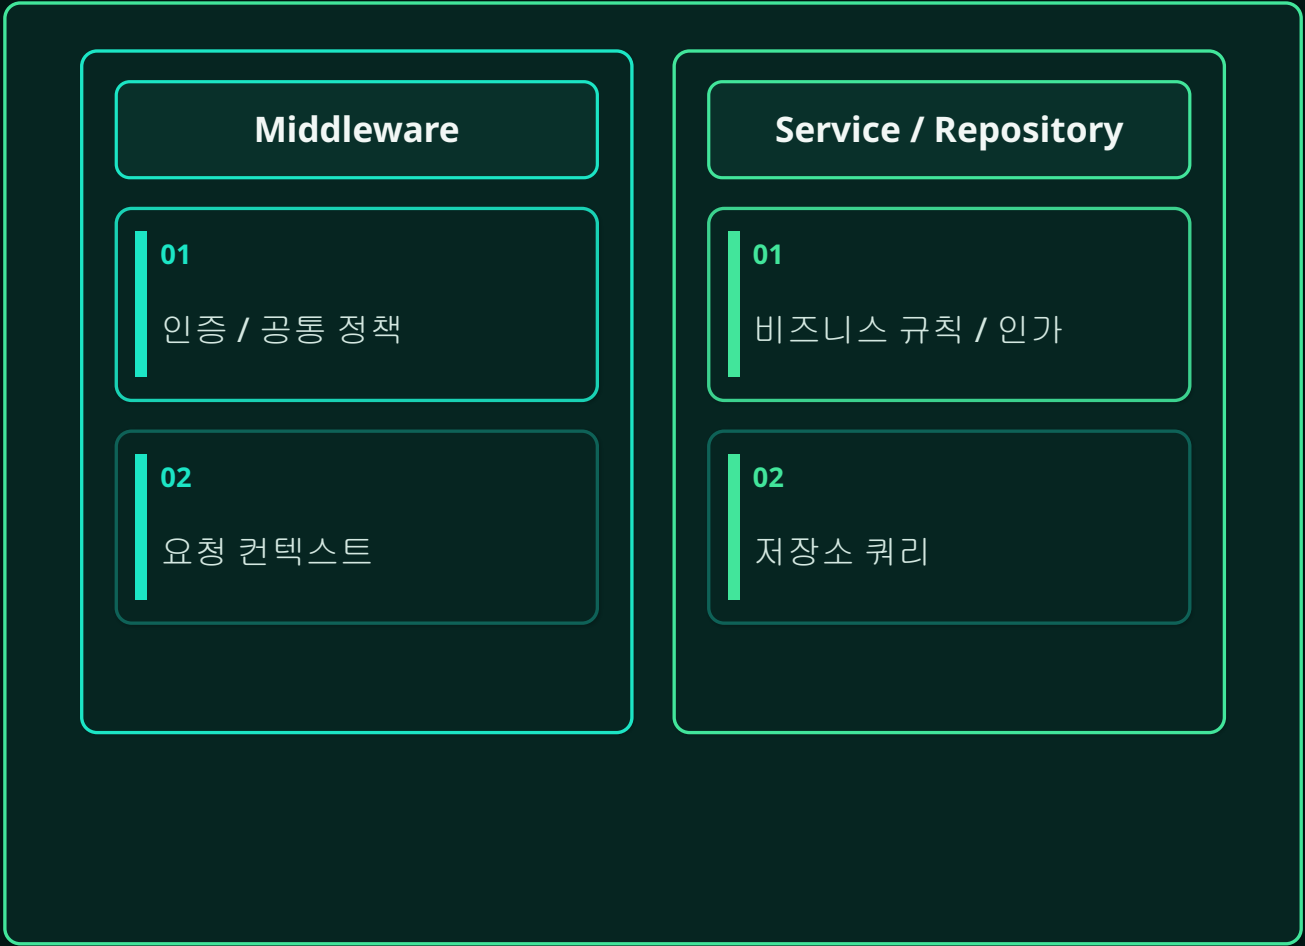 Middleware
01
인증 / 공통 정책
02
요청 컨텍스트
Service / Repository
01
비즈니스 규칙 / 인가
02
저장소 쿼리